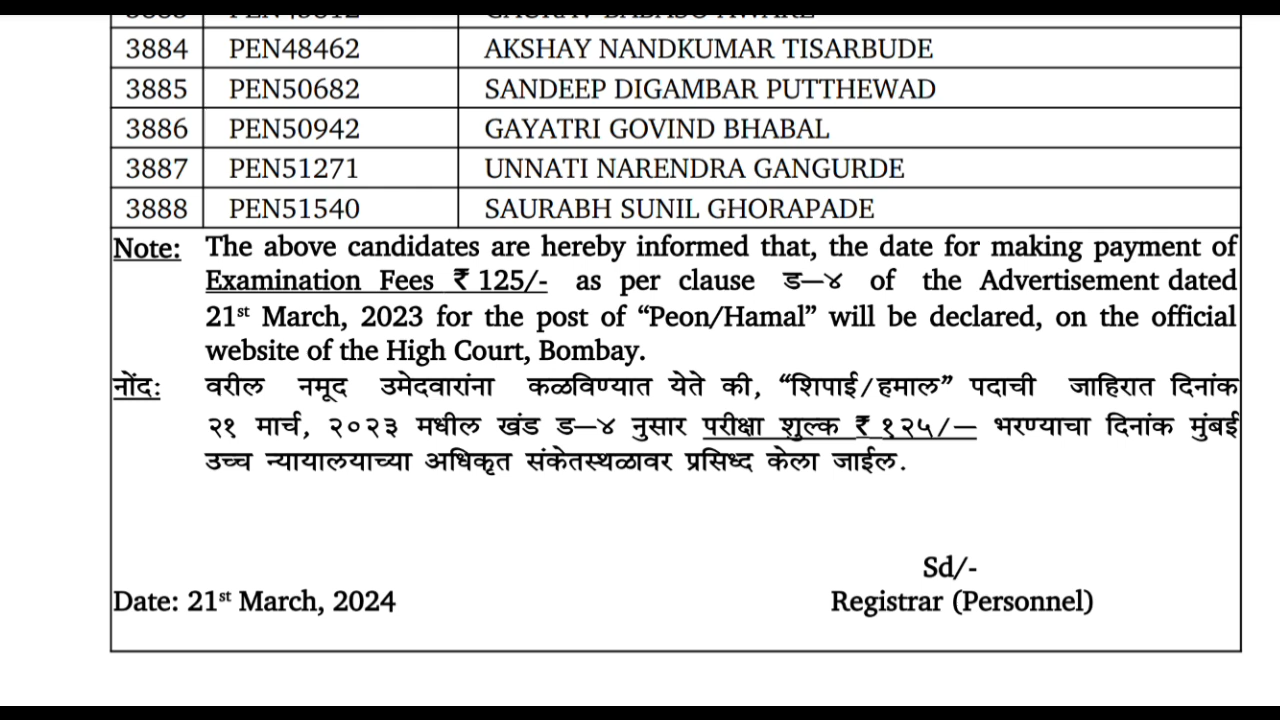 3884 PEN48462 AKSHAY NANDKUMAR TISARBUDE
3885 PEN50682 SANDEEP DIGAMBAR PUTTHEWAD
3886 PEN50942 GAYATRI GOVIND BHABAL
3887 PEN51271 UNNATI NARENDRA GANGURDE
3888 PEN51540 SAURABH SUNIL GHORAPADE
Note: The above candidates are hereby informed that, the date for making payment of
Examination Fees ₹ 125/- as per clause ड–४ of the Advertisement dated
21st March, 2023 for the post of “Peon/Hamal” will be declared, on the official
website of the High Court, Bombay.
नोंद: वरील नमूद उमेदवारांना कळविण्यात येते की, “शिपाई/हमाल” पदाची जाहिरात दिनांक
२१ मार्च, २०२३ मधील खंड ड–४ नुसार परीक्षा शुल्क ₹ १२५/– भरण्याचा दिनांक मुंबई
उच्च न्यायालयाच्या अधिकृत संकेतस्थळावर प्रसिध्द केला जाईल.
Sd/-
Date: 21st March, 2024 Registrar (Personnel)